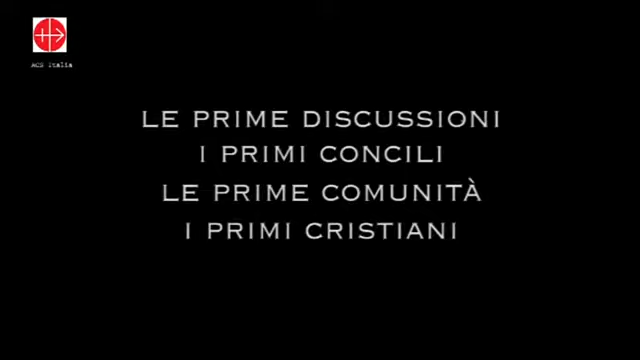 ACS Italia
LE PRIME DISCUSSIONI
I PRIMI CONCILI
LE PRIME COMUNITÀ
I PRIMI CRISTIANI